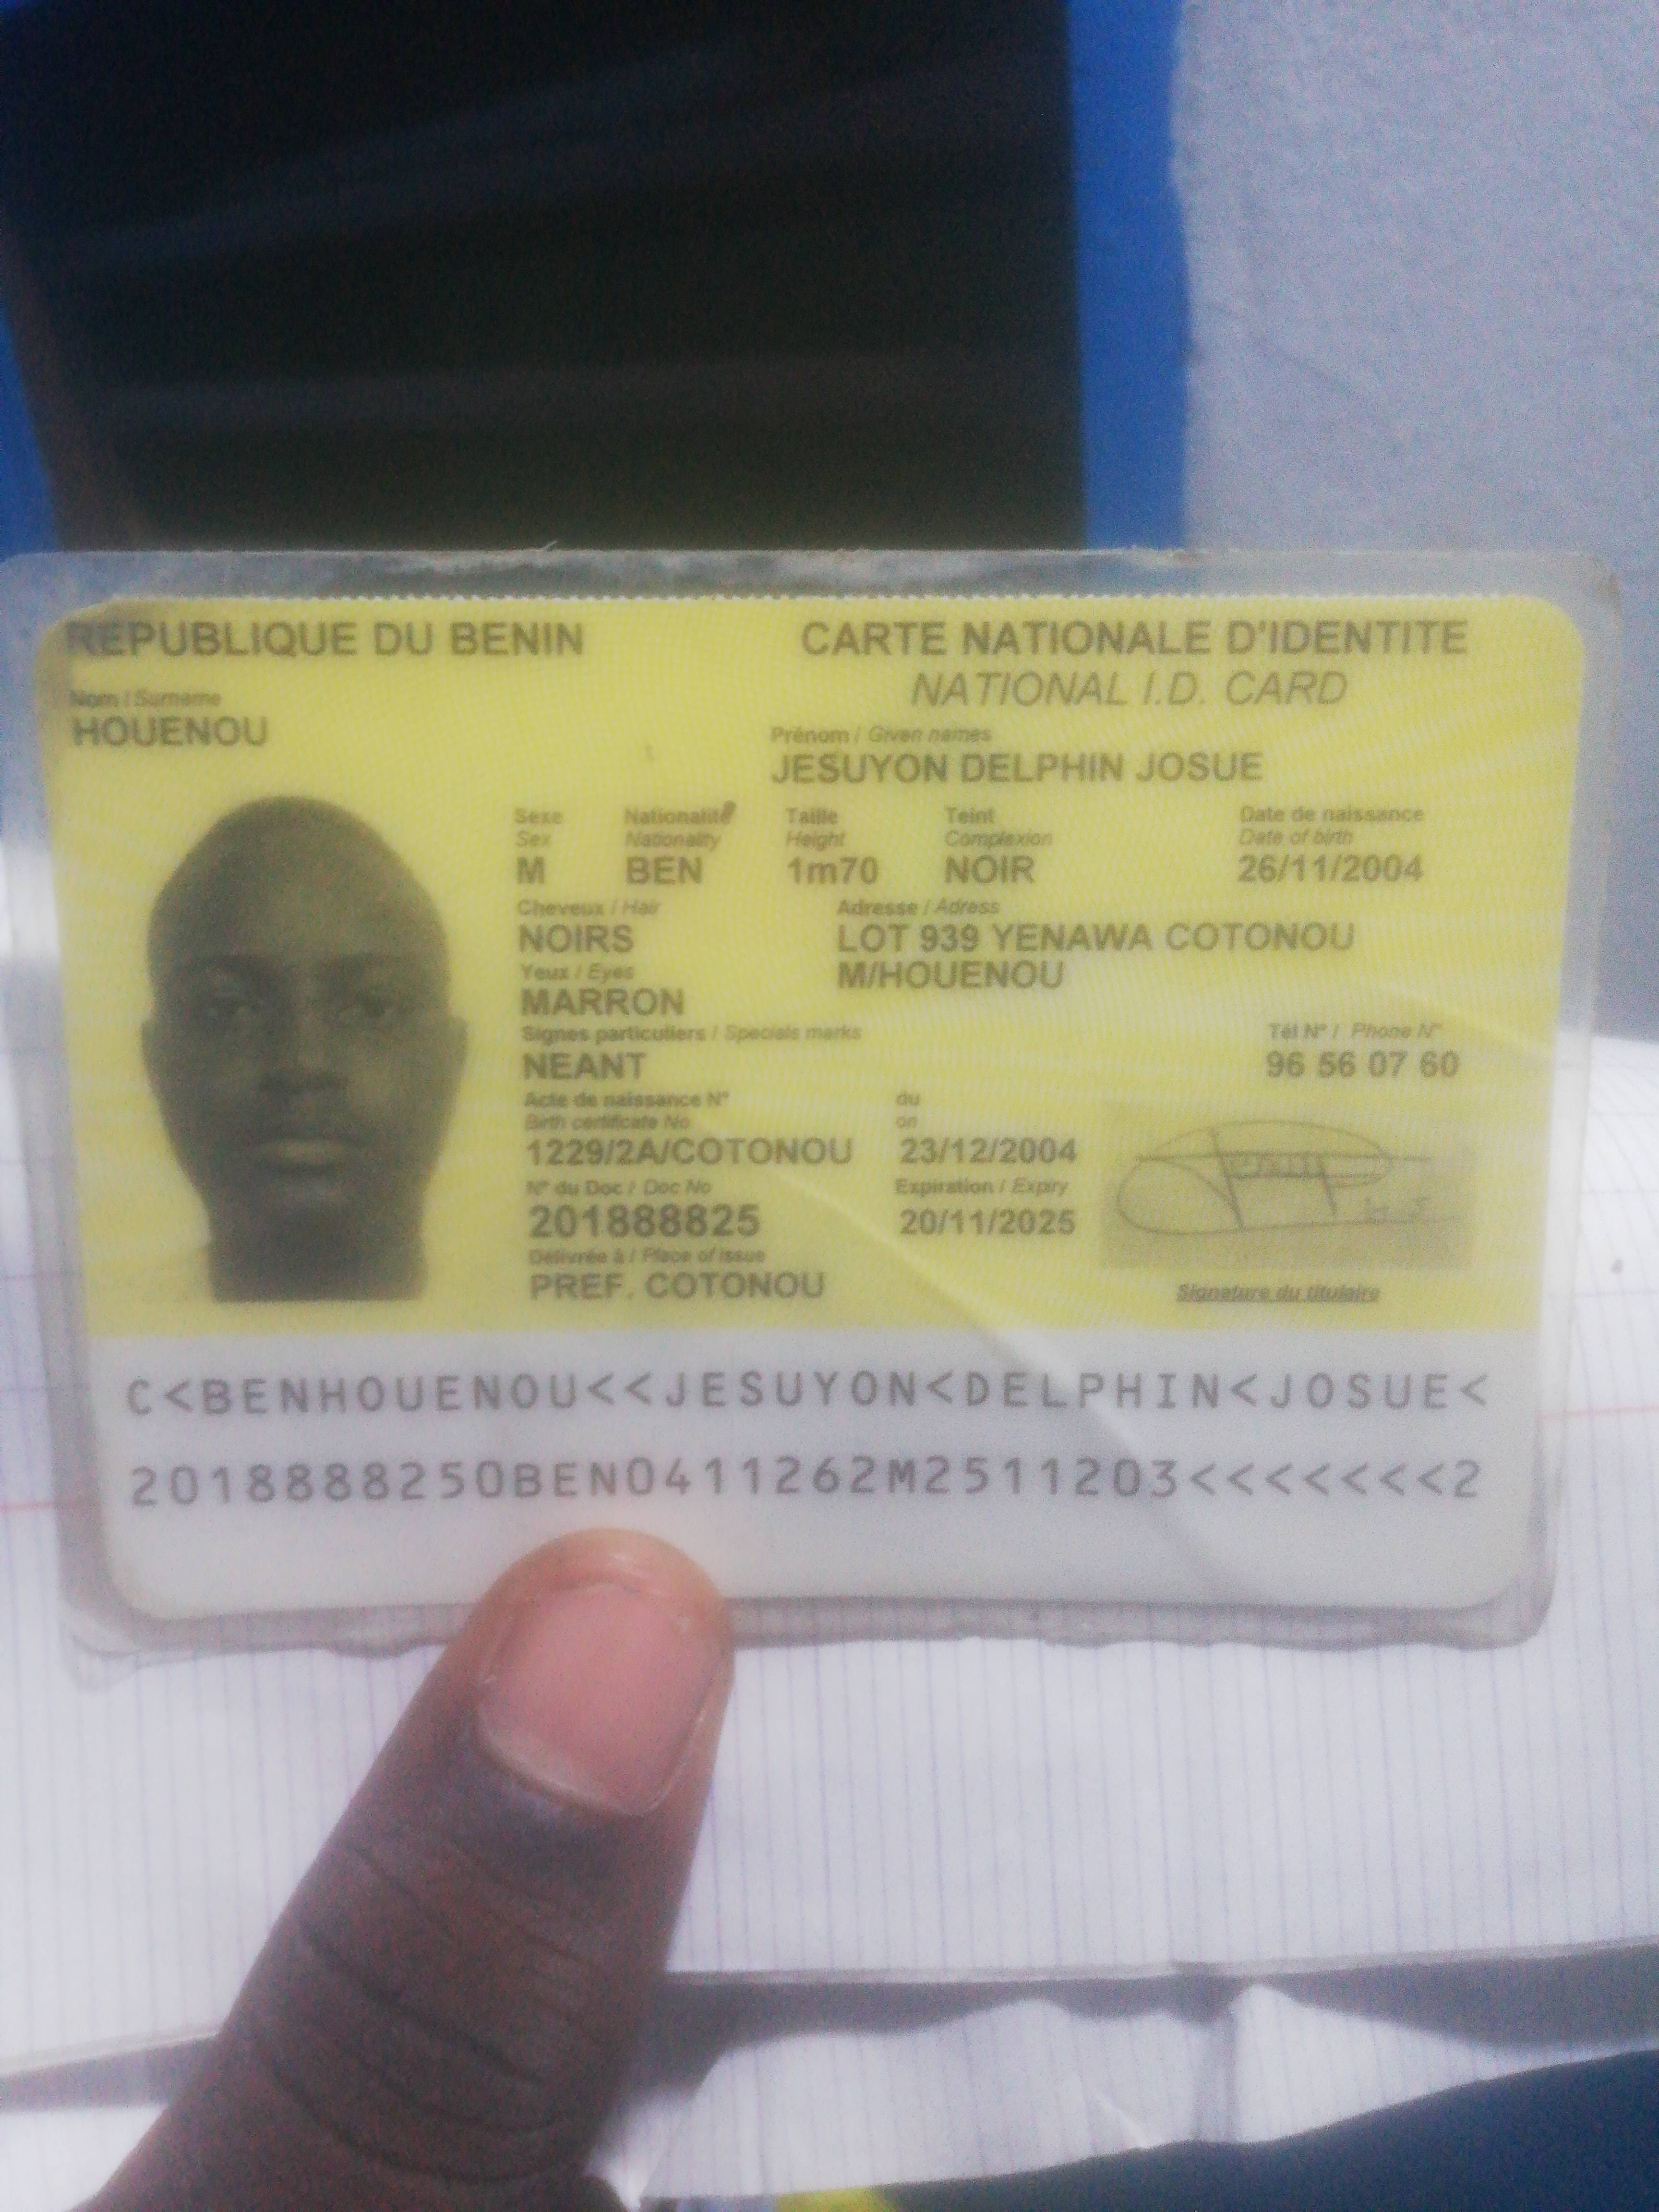 REPUBLIQUE DU BENIN
CARTE NATIONALE D'IDENTITE
NATIONAL I.D. CARD
Nom / Surname
HOUENOU
Prénom / Given names
JESUYON DELPHIN JOSUE
Sexe Nationalité Taille Teint Date de naissance
Sex Nationality Height Complexion Date of birth
M BEN 1m70 NOIR 26/11/2004
Cheveux / Hair Adresse / Adress
NOIRS LOT 939 YENAWA COTONOU
M/HOUENOU
Yeux / Eyes
MARRON
Signes particuliers / Specials marks Tél N° / Phone N°
NEANT 96 56 07 60
Acte de naissance N° du
Birth certificate No on
1229/2A/COTONOU 23/12/2004
N° du Doc / Doc No Expiration / Expiry
201888825 20/11/2025
Délivrée à / Place of issue
PREF. COTONOU
Signature du titulaire
C<BENHOUENOU<<JESUYON<DELPHIN<JOSUE<
2018888250BEN0411262M2511203<<<<<<<2